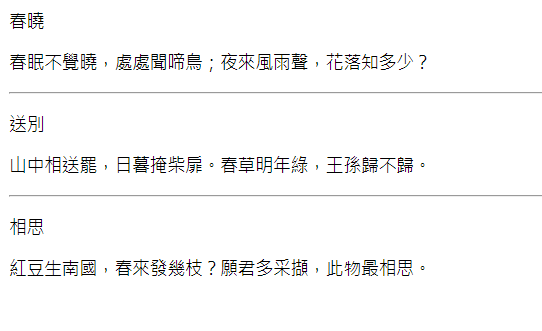 春曉
春眠不覺曉，處處聞啼鳥；夜來風雨聲，花落知多少？
送別
山中相送罷，日暮掩柴扉。春草明年綠，王孫歸不歸。
相思
紅豆生南國，春來發幾枝？願君多采擷，此物最相思。